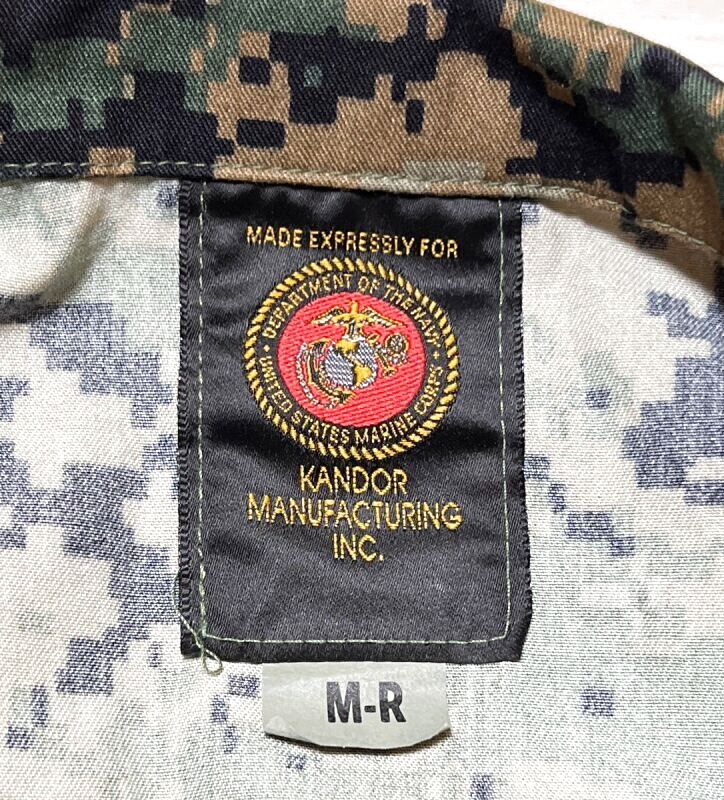 MADE EXPRESSLY FOR
DEPARTMENT OF THE NAVY
UNITED STATES MARINE CORPS
KANDOR
MANUFACTURING
INC.
M-R